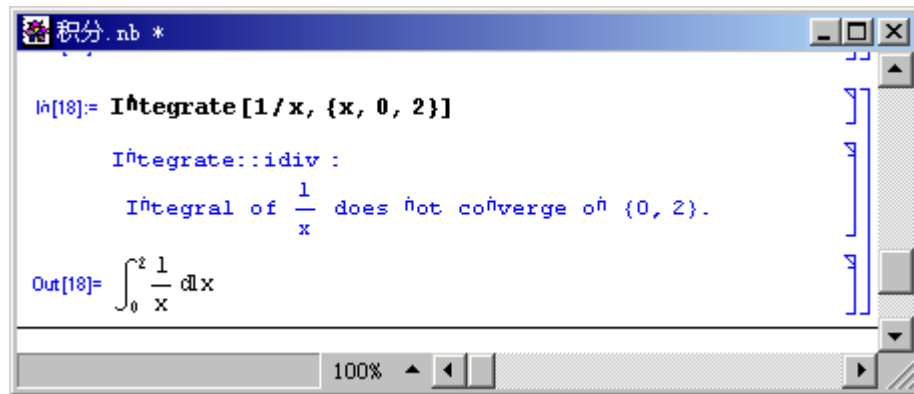 积分.nb *
In[18]:= Integrate[1/x, {x, 0, 2}]
Integrate::idiv :
Integral of 1/x does not converge on {0, 2}.
Out[18]= ∫₀² 1/x ⅆx
100%